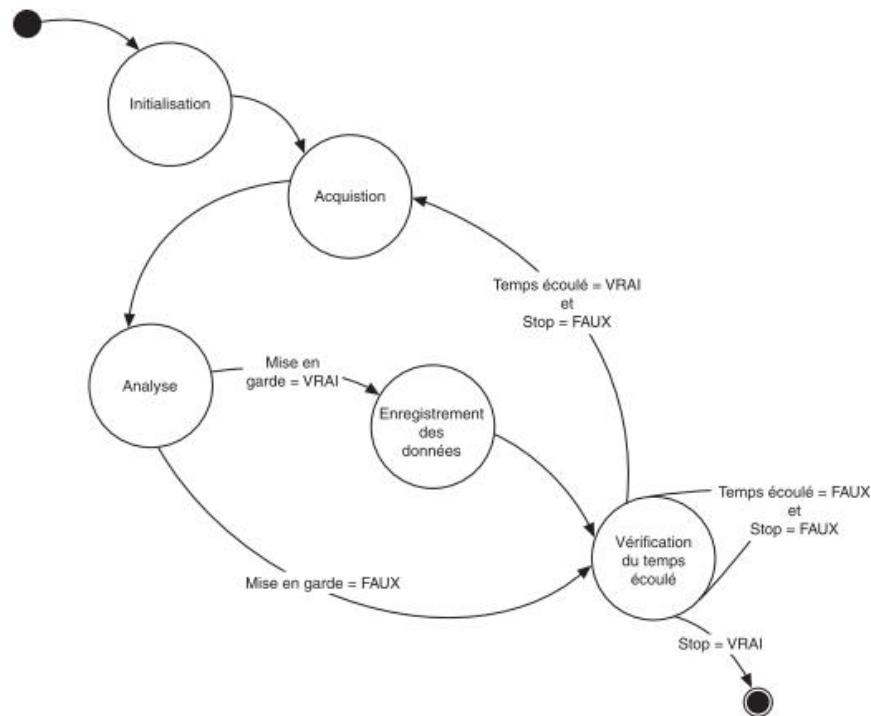 Initialisation
Acquistion
Temps écoulé = VRAI
et
Stop = FAUX
Analyse
Mise en
garde = VRAI
Enregistrement
des
données
Temps écoulé = FAUX
et
Stop = FAUX
Vérification
du temps
écoulé
Mise en garde = FAUX
Stop = VRAI